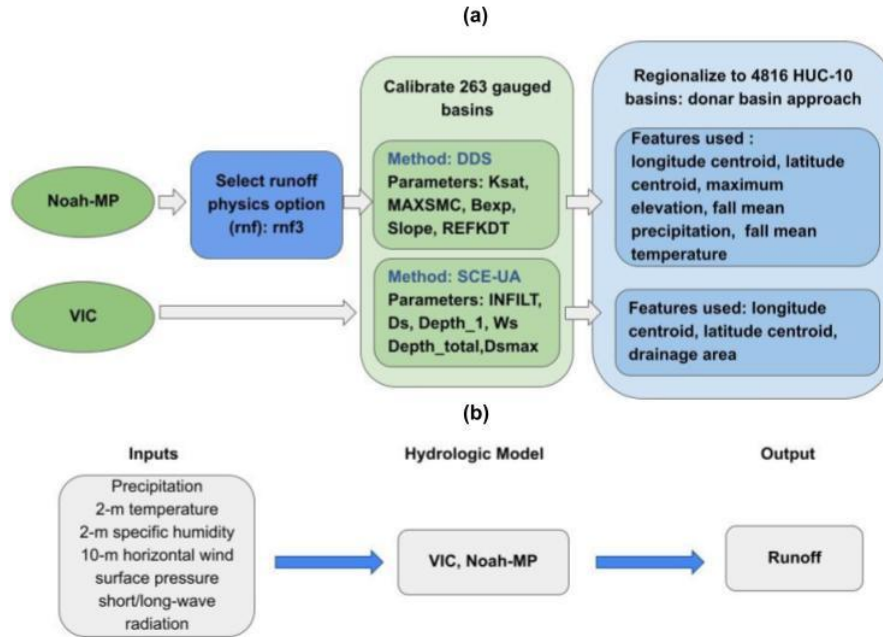 (a)
Calibrate 263 gauged
basins
Regionalize to 4816 HUC-10
basins: donar basin approach
Noah-MP
Select runoff
physics option
(rnf): rnf3
Method: DDS
Parameters: Ksat,
MAXSMC, Bexp,
Slope, REFKDT
Features used :
longitude centroid, latitude
centroid, maximum
elevation, fall mean
precipitation, fall mean
temperature
VIC
Method: SCE-UA
Parameters: INFILT,
Ds, Depth_1, Ws
Depth_total,Dsmax
Features used: longitude
centroid, latitude centroid,
drainage area
(b)
Inputs
Hydrologic Model
Output
Precipitation
2-m temperature
2-m specific humidity
10-m horizontal wind
surface pressure
short/long-wave
radiation
VIC, Noah-MP
Runoff